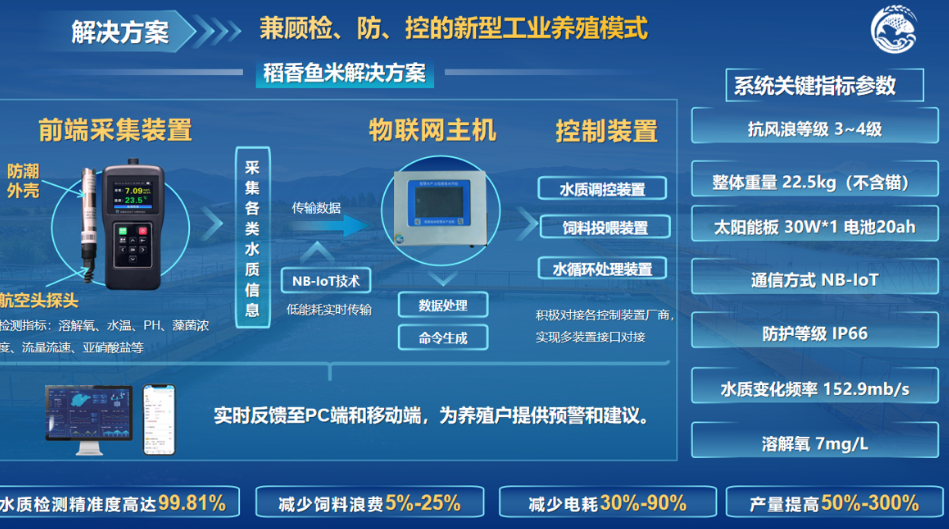 解决方案
兼顾检、防、控的新型工业养殖模式
稻香鱼米解决方案
前端采集装置
防潮
外壳
7.09
23.5
航空头探头
检测指标：溶解氧、水温、PH、藻菌浓
度、流量流速、亚硝酸盐等
采集各类水质信息
传输数据
NB-IoT技术
低能耗实时传输
物联网主机
数据处理
命令生成
控制装置
水质调控装置
饲料投喂装置
水循环处理装置
积极对接各控制装置厂商，
实现多装置接口对接
实时反馈至PC端和移动端，为养殖户提供预警和建议。
系统关键指标参数
抗风浪等级 3~4级
整体重量 22.5kg（不含锚）
太阳能板 30W*1 电池20ah
通信方式 NB-IoT
防护等级 IP66
水质变化频率 152.9mb/s
溶解氧 7mg/L
水质检测精准度高达99.81%
减少饲料浪费5%-25%
减少电耗30%-90%
产量提高50%-300%